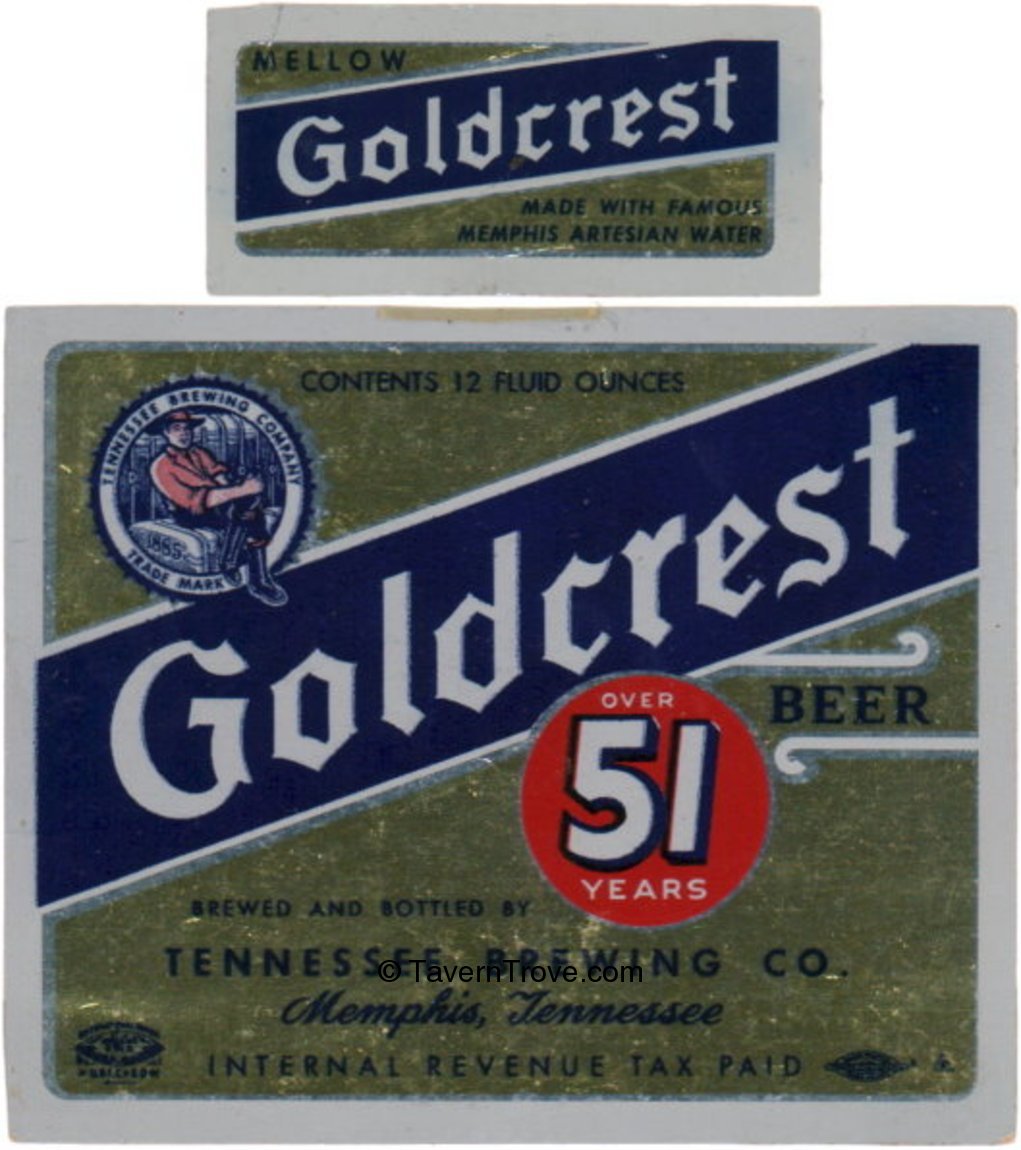 MELLOW
Goldcrest
MADE WITH FAMOUS
MEMPHIS ARTESIAN WATER
CONTENTS 12 FLUID OUNCES
TENNESSEE BREWING COMPANY
1885
TRADE MARK
Goldcrest
BEER
OVER
51
YEARS
BREWED AND BOTTLED BY
TENNESSEE BREWING CO.
© TavernTrove.com
Memphis, Tennessee
INTERNAL REVENUE TAX PAID